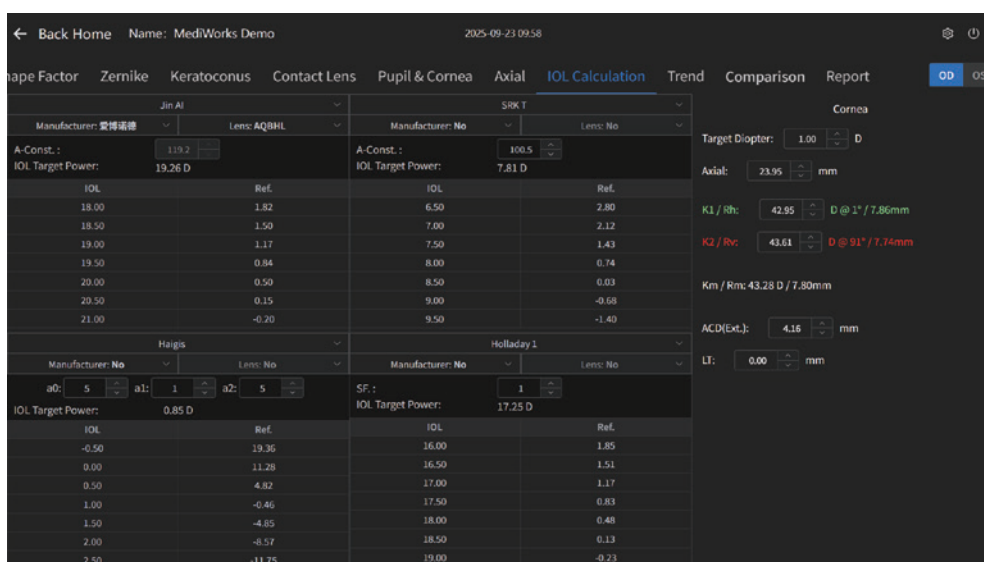 ← Back Home Name: MediWorks Demo 2025-09-23 09:58
hape Factor Zernike Keratoconus Contact Lens Pupil & Cornea Axial IOL Calculation Trend Comparison Report OD OS
Jin AI
Manufacturer: 爱博诺德 Lens: AQBHL
A-Const. : 119.2
IOL Target Power: 19.26 D
IOL Ref.
18.00 1.82
18.50 1.50
19.00 1.17
19.50 0.84
20.00 0.50
20.50 0.15
21.00 -0.20
SRK T
Manufacturer: No Lens: No
A-Const. : 100.5
IOL Target Power: 7.81 D
IOL Ref.
6.50 2.80
7.00 2.12
7.50 1.43
8.00 0.74
8.50 0.03
9.00 -0.68
9.50 -1.40
Haigis
Manufacturer: No Lens: No
a0: 5 a1: 1 a2: 5
IOL Target Power: 0.85 D
IOL Ref.
-0.50 19.36
0.00 11.28
0.50 4.82
1.00 -0.46
1.50 -4.85
2.00 -8.57
2.50 -11.75
Holladay 1
Manufacturer: No Lens: No
SF. : 1
IOL Target Power: 17.25 D
IOL Ref.
16.00 1.85
16.50 1.51
17.00 1.17
17.50 0.83
18.00 0.48
18.50 0.13
19.00 -0.23
Cornea
Target Diopter: 1.00 D
Axial: 23.95 mm
K1 / Rh: 42.95 D @ 1° / 7.86mm
K2 / Rv: 43.61 D @ 91° / 7.74mm
Km / Rm: 43.28 D / 7.80mm
ACD(Ext.): 4.16 mm
LT: 0.00 mm